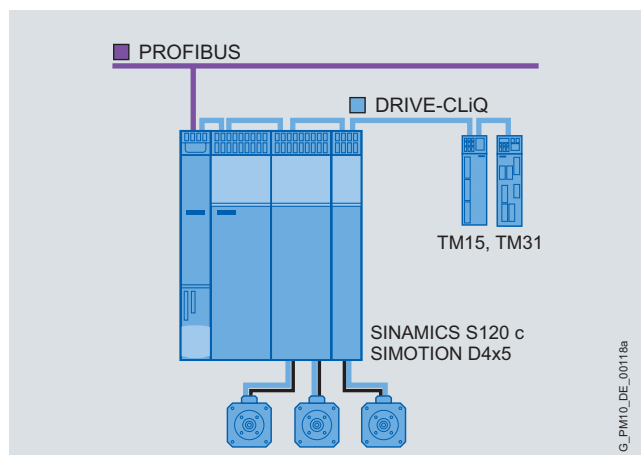 PROFIBUS
DRIVE-CLiQ
TM15, TM31
SINAMICS S120 c
SIMOTION D4x5
G_PM10_DE_00118a